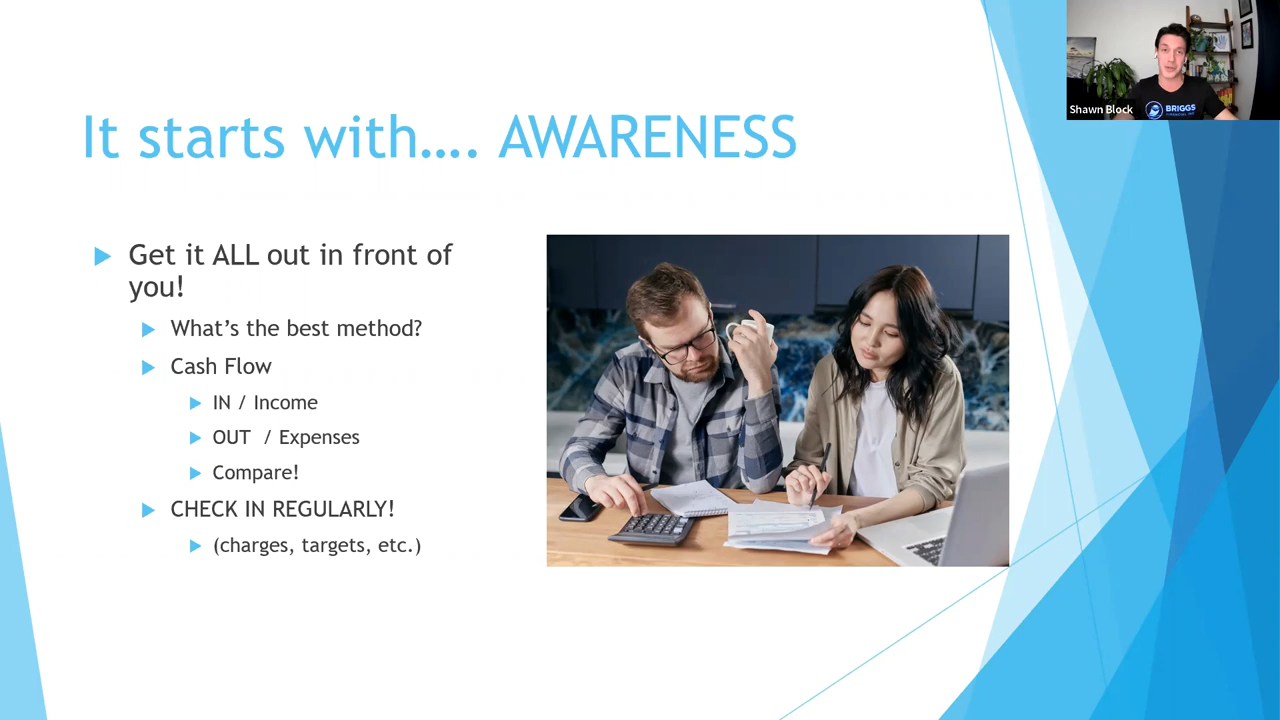 It starts with…. AWARENESS
Get it ALL out in front of
you!
What's the best method?
Cash Flow
IN / Income
OUT / Expenses
Compare!
CHECK IN REGULARLY!
(charges, targets, etc.)
Shawn Block
BRIGGS